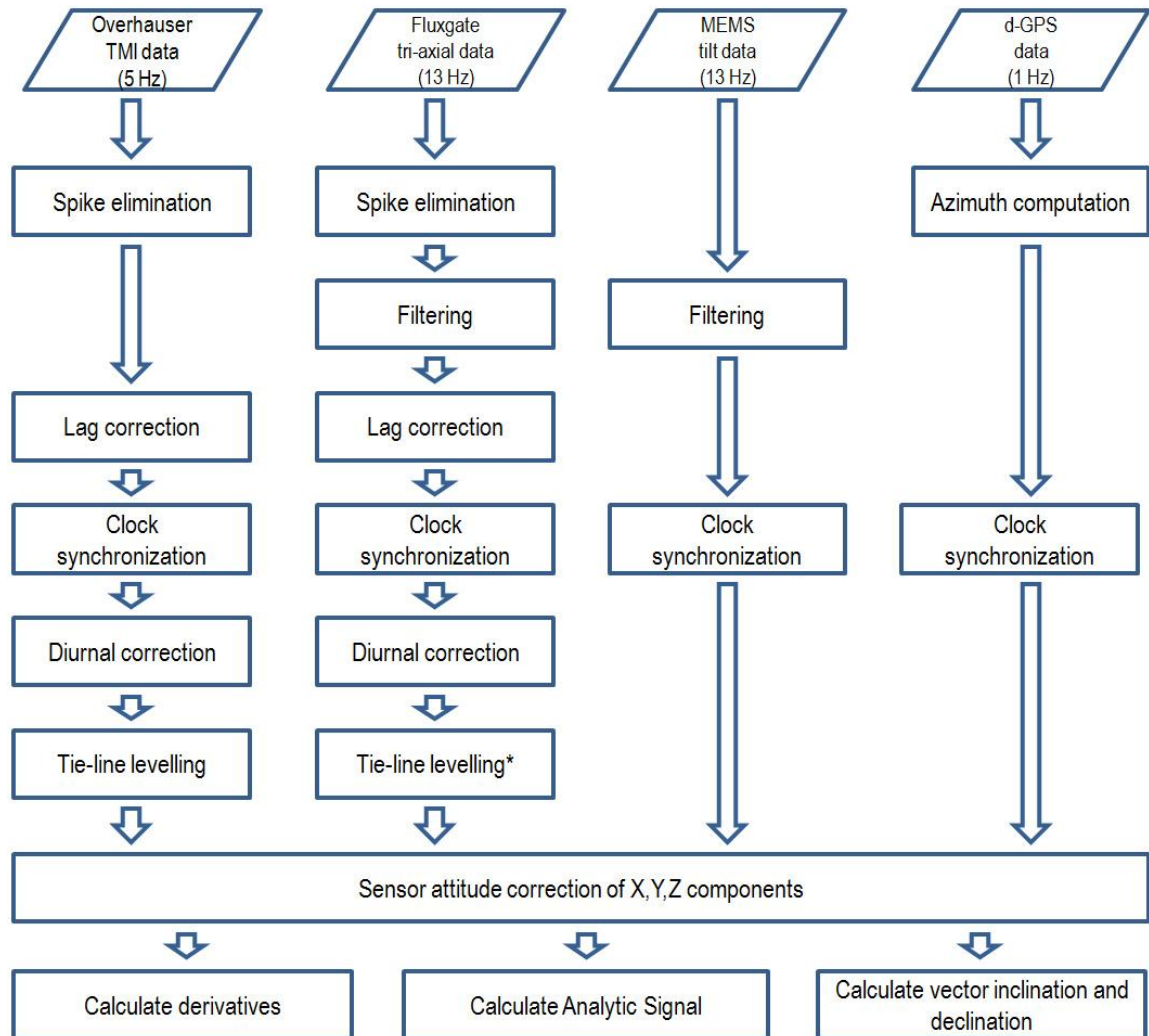 Overhauser
TMI data
(5 Hz)
Fluxgate
tri-axial data
(13 Hz)
MEMS
tilt data
(13 Hz)
d-GPS
data
(1 Hz)
Spike elimination
Spike elimination
Azimuth computation
Filtering
Filtering
Lag correction
Lag correction
Clock
synchronization
Clock
synchronization
Clock
synchronization
Clock
synchronization
Diurnal correction
Diurnal correction
Tie-line levelling
Tie-line levelling*
Sensor attitude correction of X,Y,Z components
Calculate derivatives
Calculate Analytic Signal
Calculate vector inclination and
declination